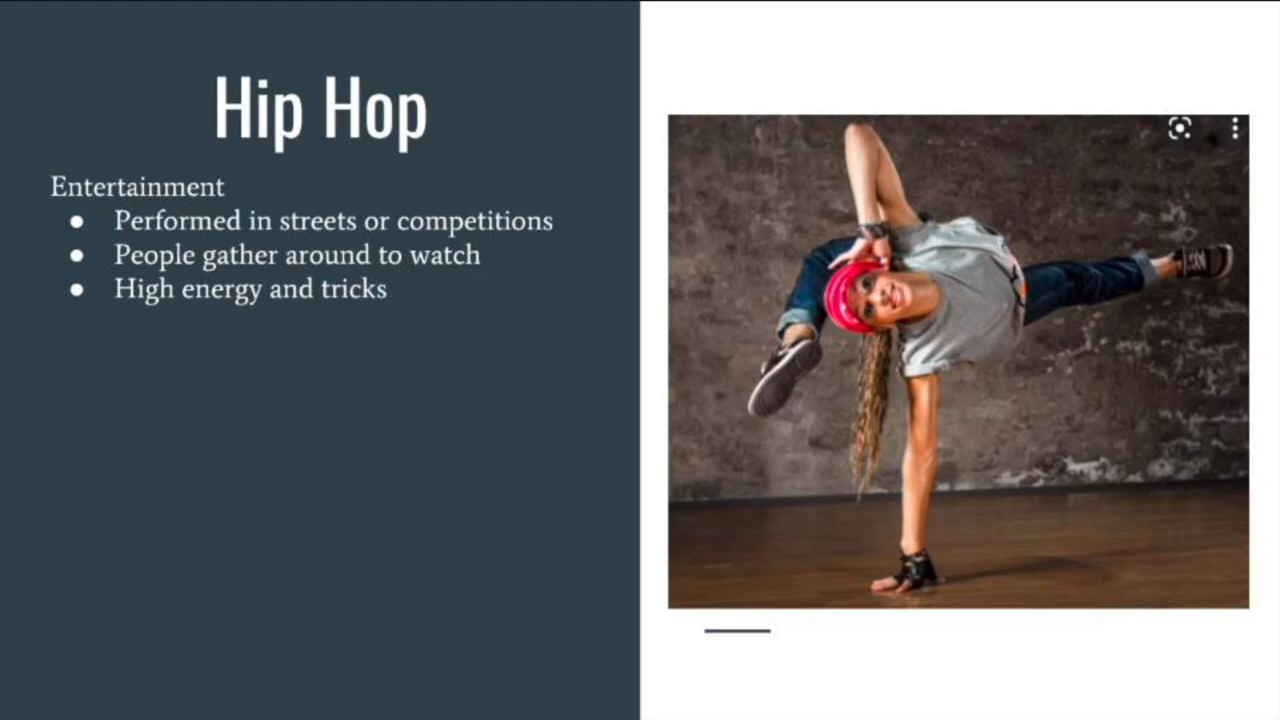 Hip Hop
Entertainment
● Performed in streets or competitions
● People gather around to watch
● High energy and tricks